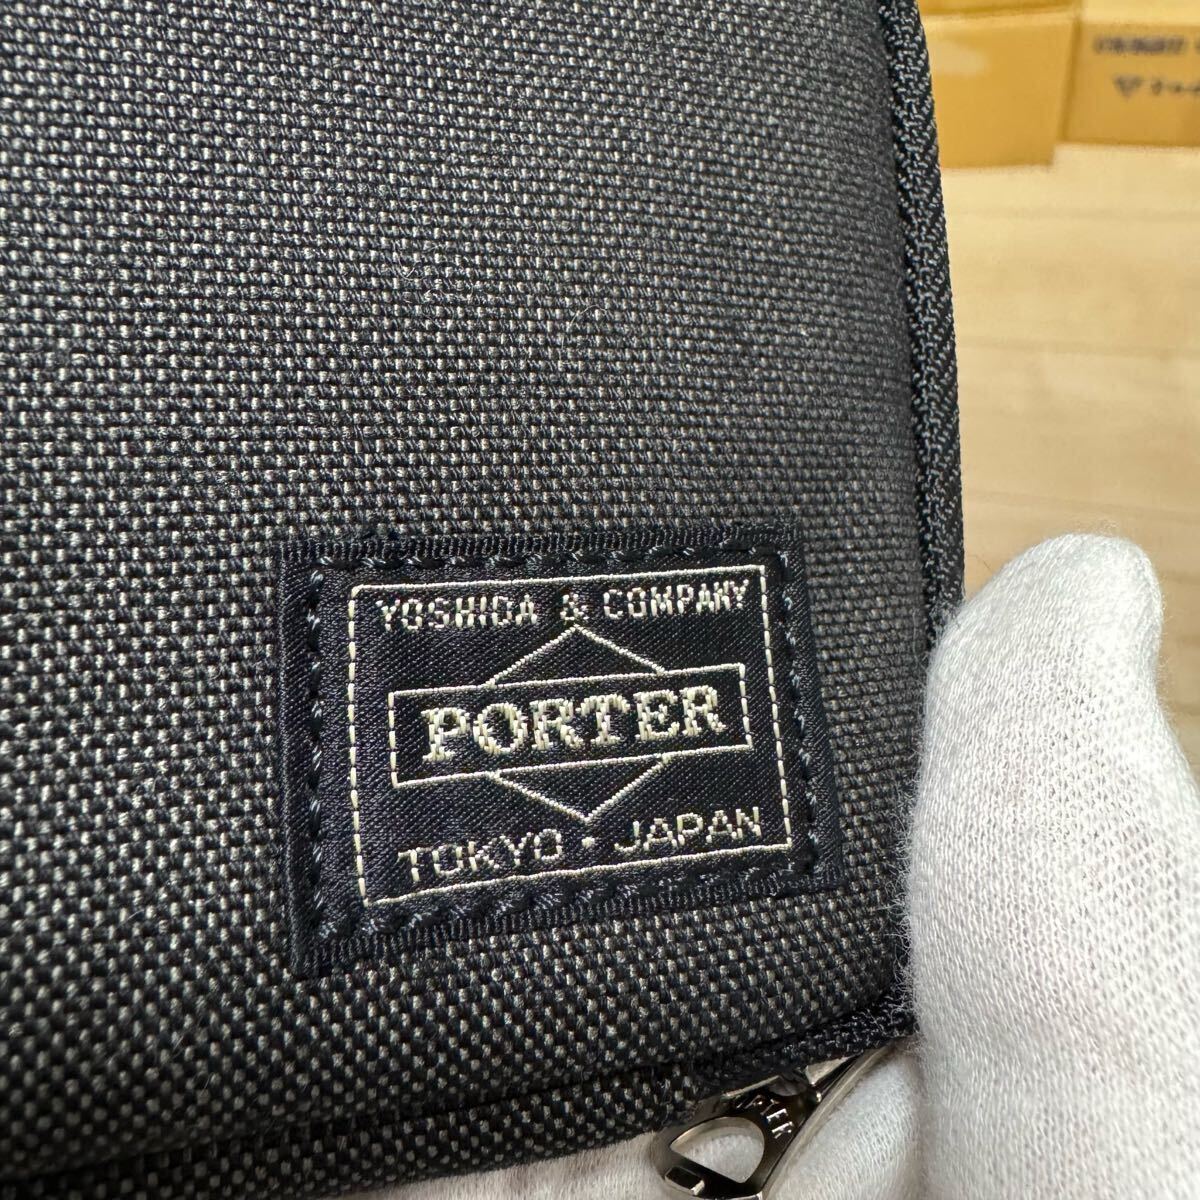 YOSHIDA & COMPANY
PORTER
TOKYO · JAPAN